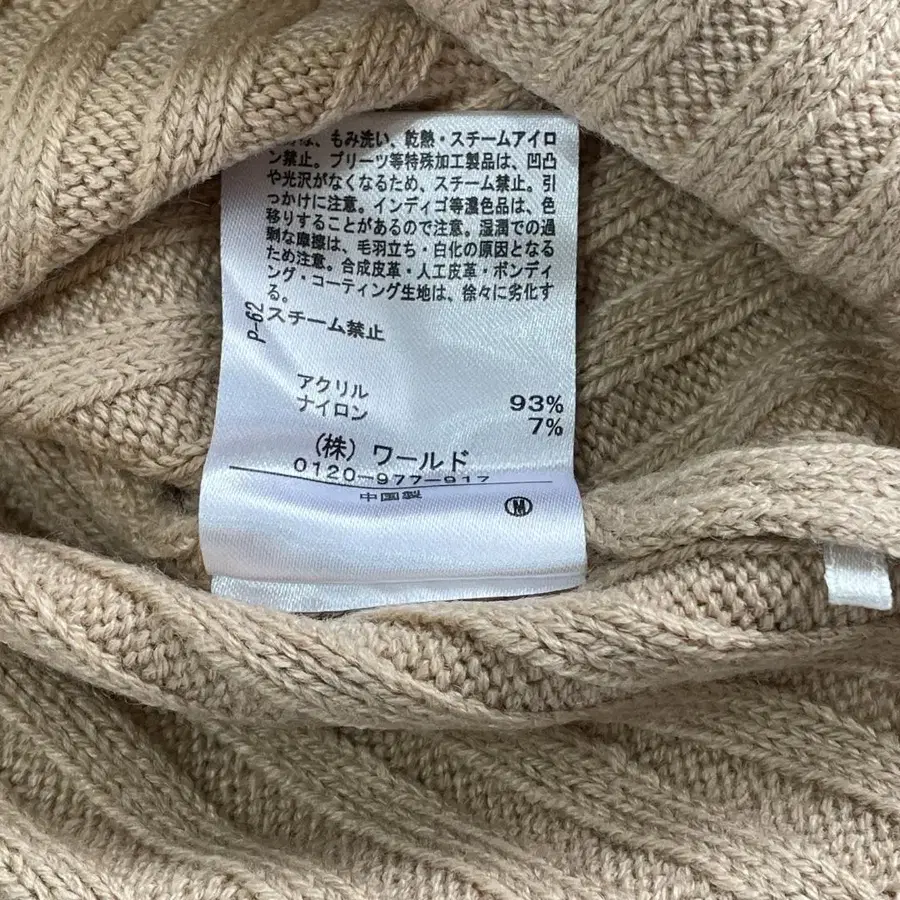 は、もみ洗い、乾熱・スチームアイロ
ン禁止。プリーツ等特殊加工製品は、凹凸
や光沢がなくなるため、スチーム禁止。引
っかけに注意。インディゴ等濃色品は、色
移りすることがあるので注意。湿潤での過
剰な摩擦は、毛羽立ち・白化の原因となる
ため注意。合成皮革・人工皮革・ボンディ
ング・コーティング生地は、徐々に劣化す
る。
P-62
スチーム禁止
アクリル 93%
ナイロン 7%
(株)ワールド
0120-977-917
中国製
M